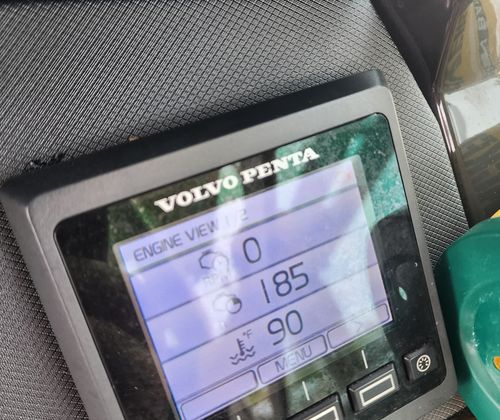 VOLVO PENTA
ENGINE VIEW 1/2
0
RPM
185
H
°F
90
MENU
>